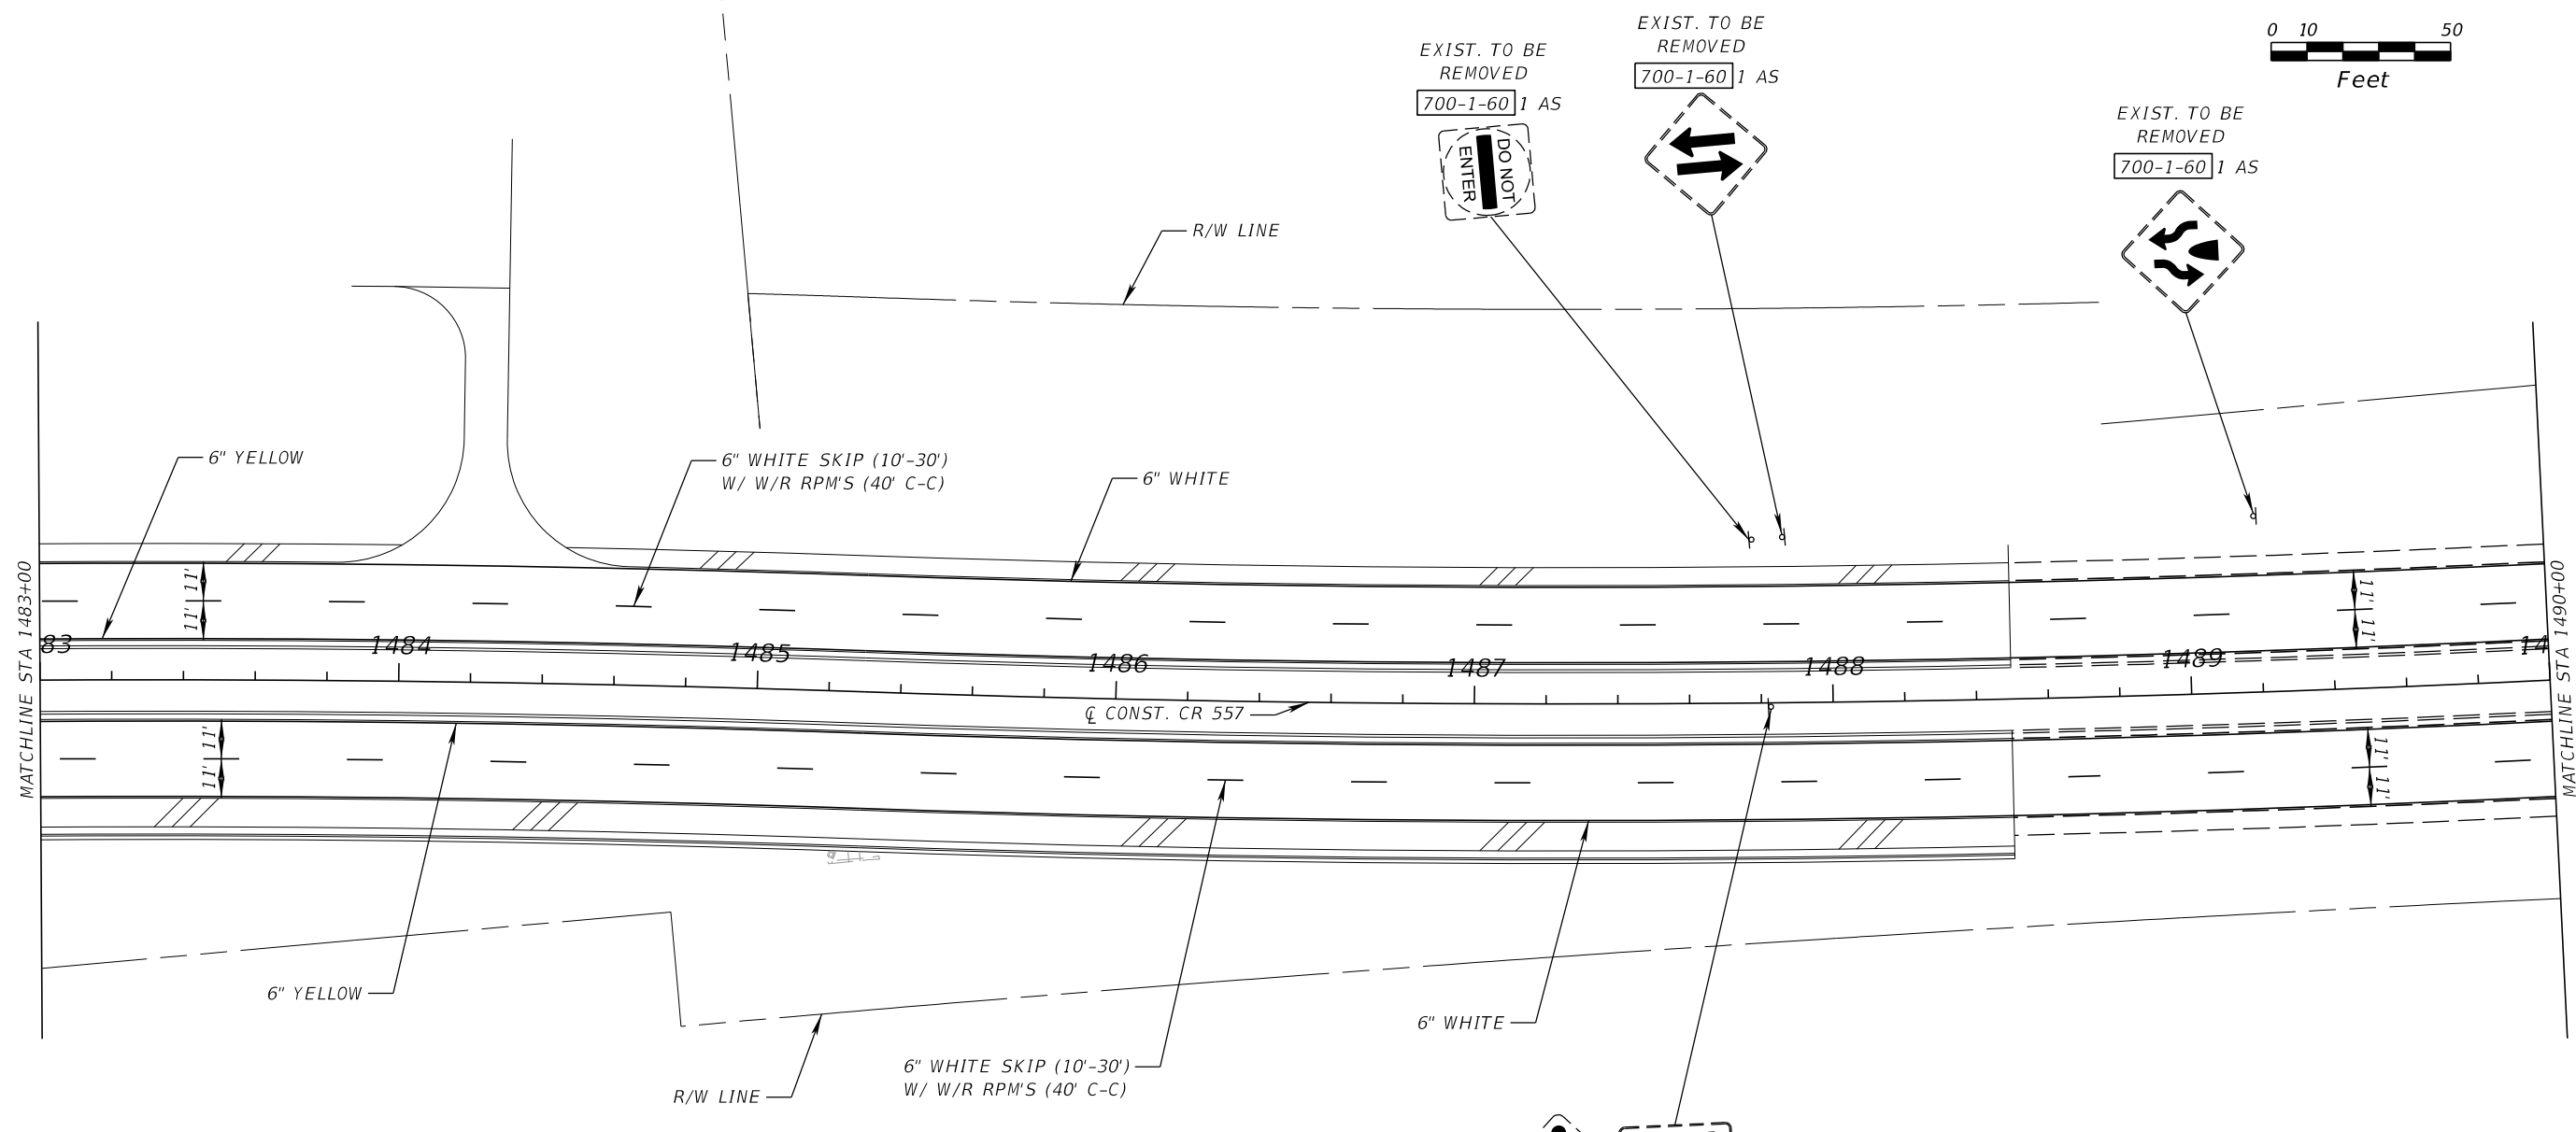 EXIST. TO BE
REMOVED
700-1-60 1 AS
DO NOT
ENTER
EXIST. TO BE
REMOVED
700-1-60 1 AS
0 10 50
Feet
EXIST. TO BE
REMOVED
700-1-60 1 AS
R/W LINE
6" YELLOW
6" WHITE SKIP (10'-30')
W/ W/R RPM'S (40' C-C)
6" WHITE
MATCHLINE STA 1483+00
11' 11'
11' 11'
83
1484
1485
1486
1487
1488
1489
14
℄ CONST. CR 557
11' 11'
11' 11'
MATCHLINE STA 1490+00
6" YELLOW
6" WHITE
6" WHITE SKIP (10'-30')
W/ W/R RPM'S (40' C-C)
R/W LINE